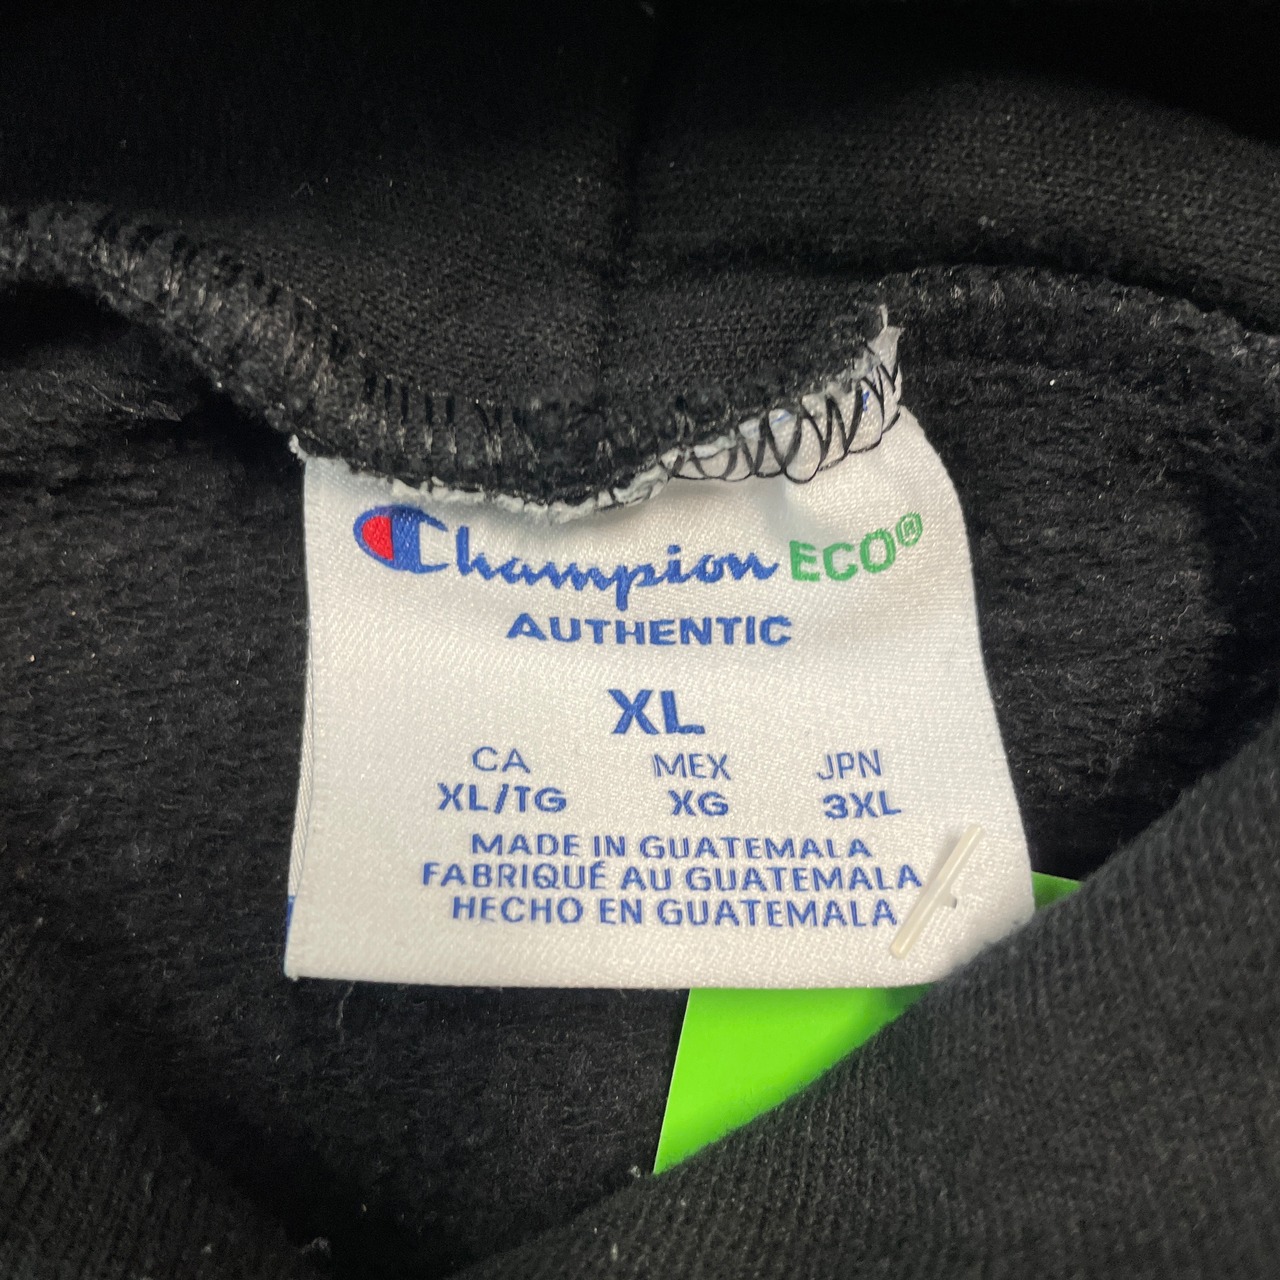 Champion ECO®
AUTHENTIC
XL
CA MEX JPN
XL/TG XG 3XL
MADE IN GUATEMALA
FABRIQUÉ AU GUATEMALA
HECHO EN GUATEMALA